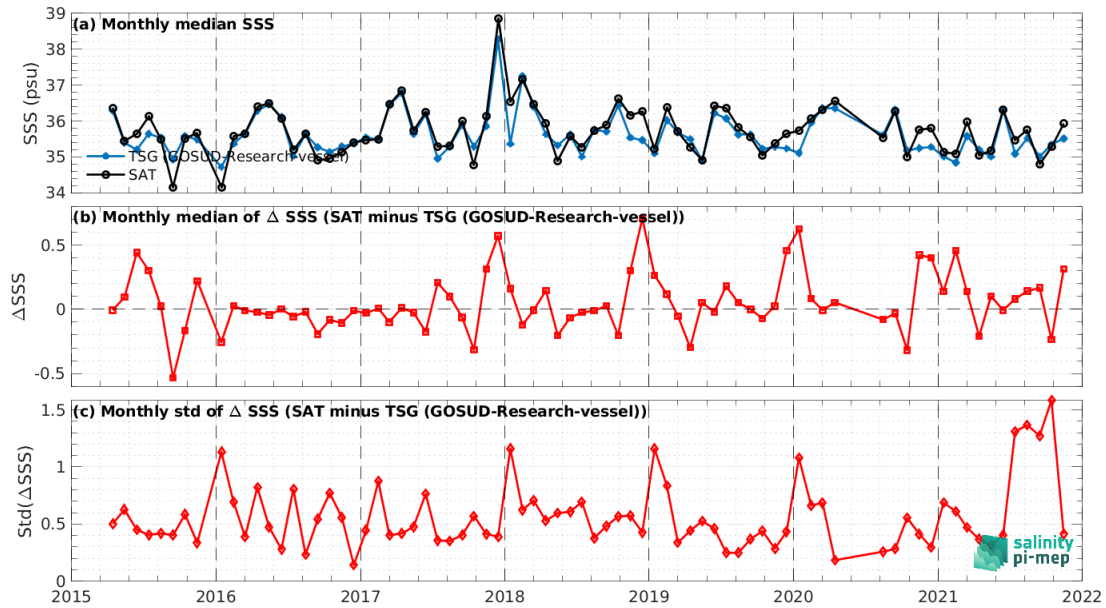 (a) Monthly median SSS
39
38
37
36
35
34
SSS (psu)
TSG (GOSUD-Research-vessel)
SAT
(b) Monthly median of Δ SSS (SAT minus TSG (GOSUD-Research-vessel))
0.5
0
-0.5
ΔSSS
(c) Monthly std of Δ SSS (SAT minus TSG (GOSUD-Research-vessel))
1.5
1
0.5
0
Std(ΔSSS)
salinity
pi-mep
2015 2016 2017 2018 2019 2020 2021 2022